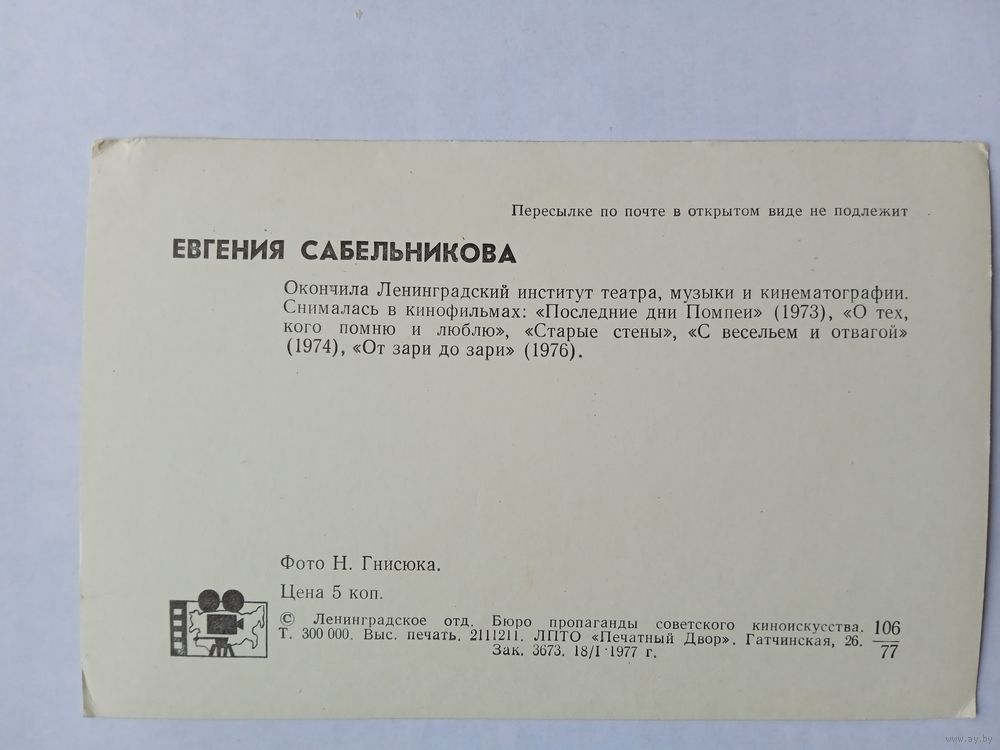 Пересылке по почте в открытом виде не подлежит
ЕВГЕНИЯ САБЕЛЬНИКОВА
Окончила Ленинградский институт театра, музыки и кинематографии.
Снималась в кинофильмах: «Последние дни Помпеи» (1973), «О тех,
кого помню и люблю», «Старые стены», «С весельем и отвагой»
(1974), «От зари до зари» (1976).
Фото Н. Гнисюка.
Цена 5 коп.
© Ленинградское отд. Бюро пропаганды советского киноискусства.
Т. 300 000. Выс. печать. 2111211. ЛПТО «Печатный Двор». Гатчинская, 26.
Зак. 3673. 18/I·1977 г.
106
77
www.ay.by